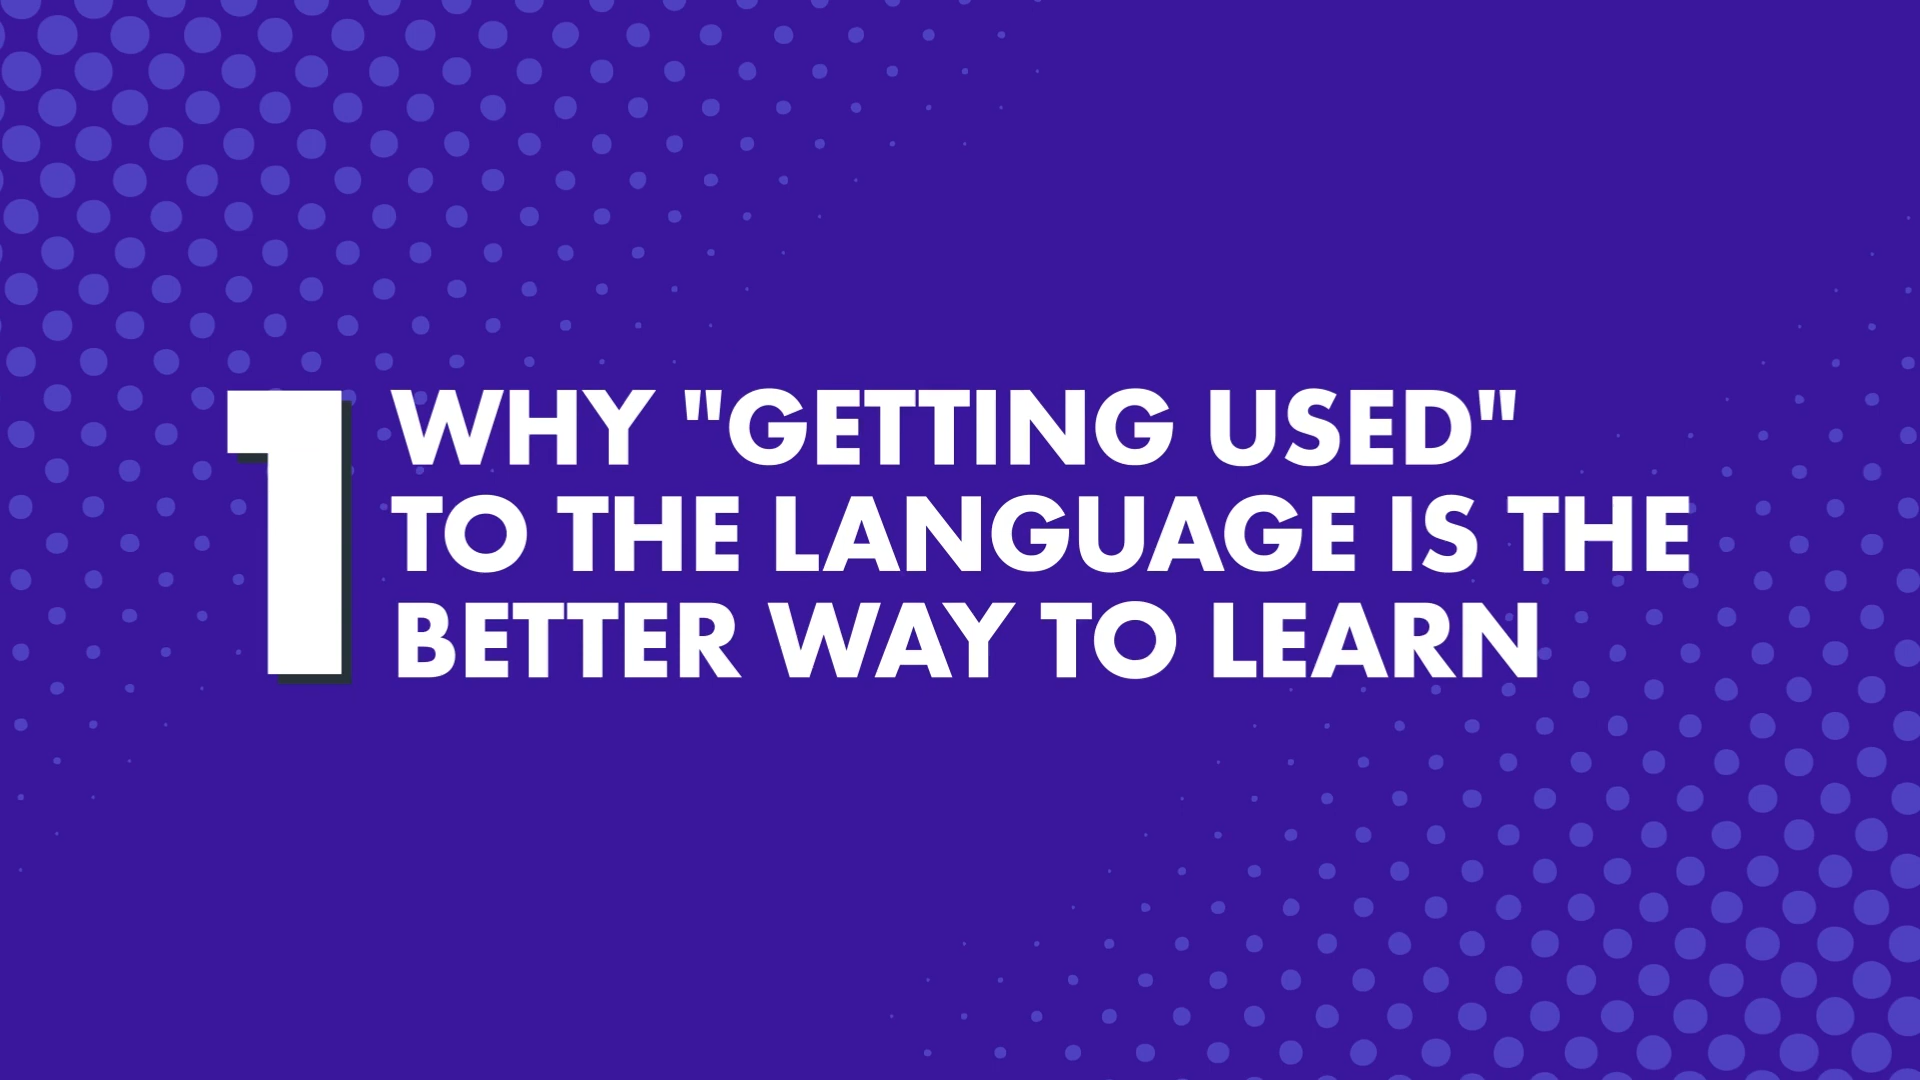 1
WHY "GETTING USED"
TO THE LANGUAGE IS THE
BETTER WAY TO LEARN